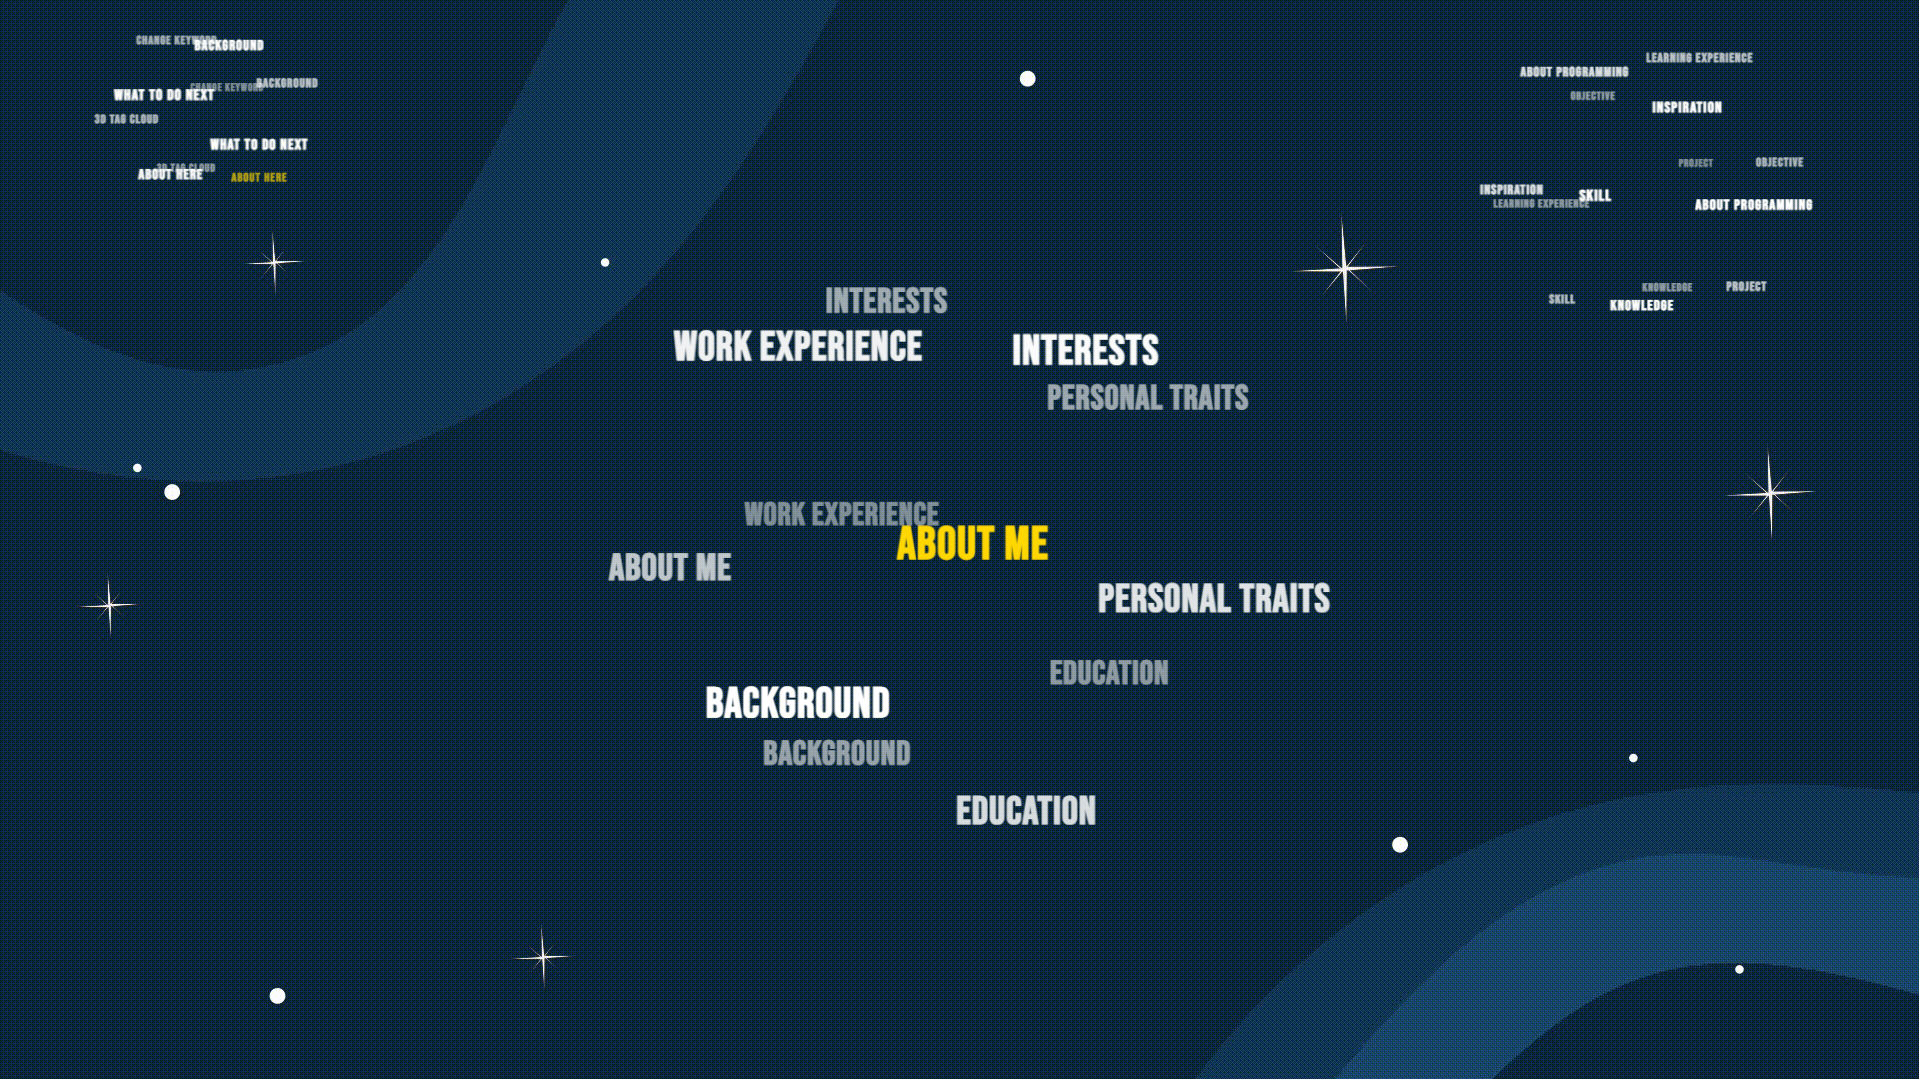 CHANGE KEYWORD
BACKGROUND
BACKGROUND
CHANGE KEYWORD
WHAT TO DO NEXT
3D TAG CLOUD
WHAT TO DO NEXT
3D TAG CLOUD
ABOUT HERE
ABOUT HERE
LEARNING EXPERIENCE
ABOUT PROGRAMMING
OBJECTIVE
INSPIRATION
PROJECT
OBJECTIVE
INSPIRATION
SKILL
LEARNING EXPERIENCE
ABOUT PROGRAMMING
KNOWLEDGE
PROJECT
SKILL
KNOWLEDGE
INTERESTS
WORK EXPERIENCE
INTERESTS
PERSONAL TRAITS
WORK EXPERIENCE
ABOUT ME
ABOUT ME
PERSONAL TRAITS
EDUCATION
BACKGROUND
BACKGROUND
EDUCATION